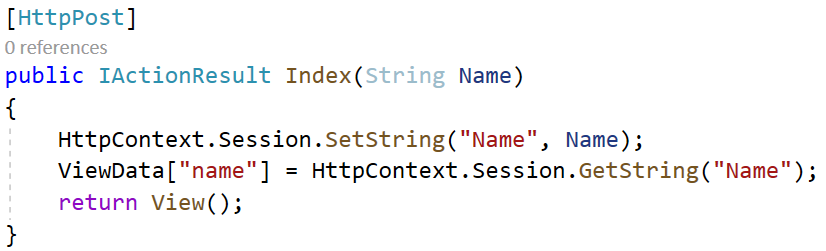 [HttpPost]
0 references
public IActionResult Index(String Name)
{
    HttpContext.Session.SetString("Name", Name);
    ViewData["name"] = HttpContext.Session.GetString("Name");
    return View();
}